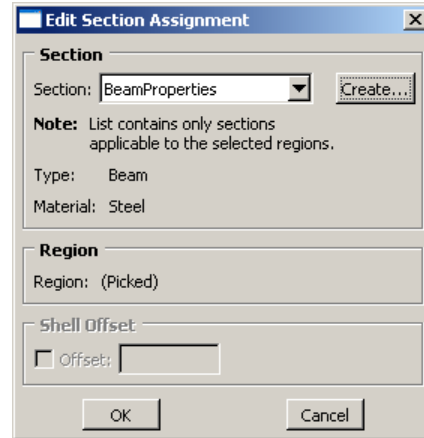 Edit Section Assignment
Section
Section: BeamProperties Create...
Note: List contains only sections
applicable to the selected regions.
Type: Beam
Material: Steel
Region
Region: (Picked)
Shell Offset
Offset:
OK Cancel